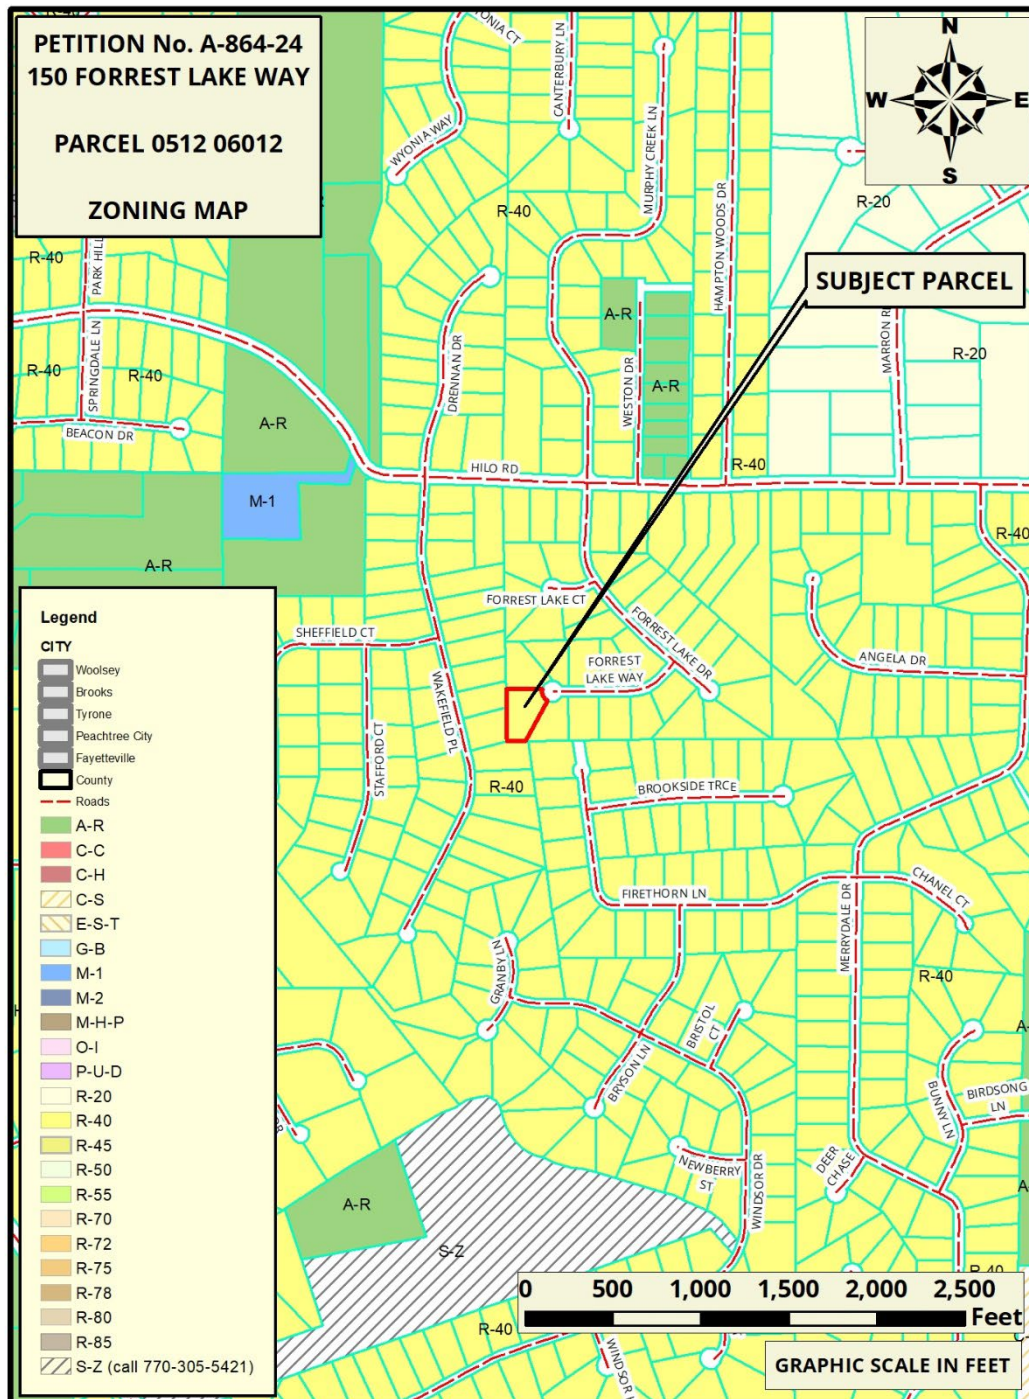 PETITION No. A-864-24
150 FORREST LAKE WAY
PARCEL 0512 06012
ZONING MAP
N
W
E
S
CANTERBURY LN
MURPHY CREEK LN
WYONIA WAY
HAMPTON WOODS DR
R-40
R-20
R-40
PARK HILL
SUBJECT PARCEL
A-R
DRENNAN DR
WESTON DR
R-20
SPRINGDALE LN
R-40
R-40
A-R
A-R
BEACON DR
HILO RD
R-40
M-1
R-40
A-R
FORREST LAKE CT
FORREST LAKE DR
SHEFFIELD CT
FORREST
LAKE WAY
ANGELA DR
WAKEFIELD PL
STAFFORD CT
R-40
BROOKSIDE TRCE
FIRETHORN LN
MERRYDALE DR
CHANEL CT
GRANBY LN
R-40
BRISTOL
CT
BRYSON LN
BUNNY LN
BIRDSONG
LN
NEWBERRY
ST
DEER
CHASE
WINDSOR DR
A-R
S-Z
R-40
R-40
Legend
CITY
Woolsey
Brooks
Tyrone
Peachtree City
Fayetteville
County
Roads
A-R
C-C
C-H
C-S
E-S-T
G-B
M-1
M-2
M-H-P
O-I
P-U-D
R-20
R-40
R-45
R-50
R-55
R-70
R-72
R-75
R-78
R-80
R-85
S-Z (call 770-305-5421)
0 500 1,000 1,500 2,000 2,500
Feet
GRAPHIC SCALE IN FEET